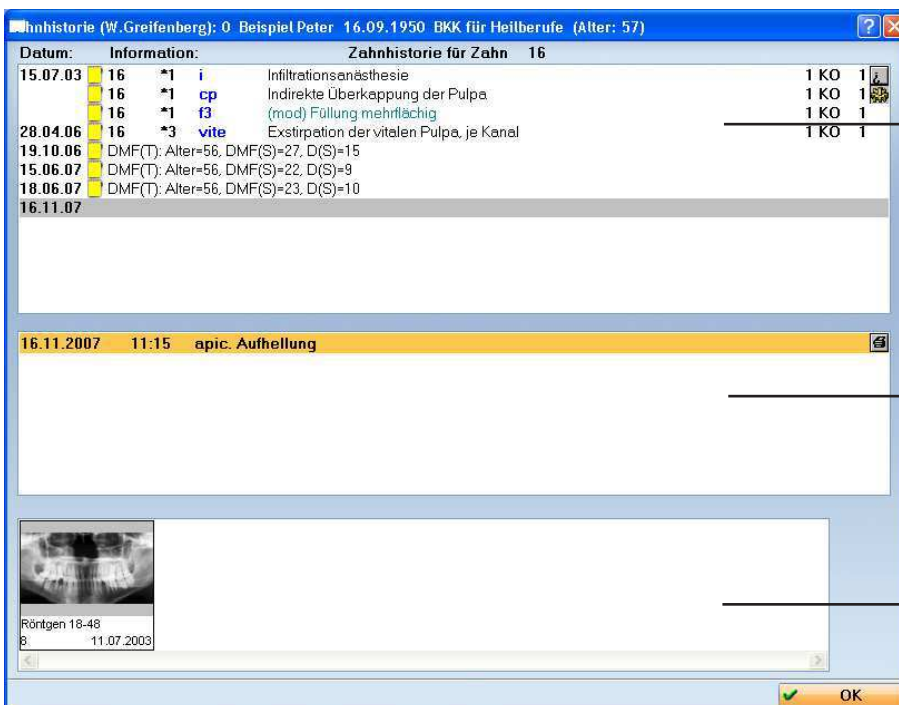 Zahnhistorie (W.Greifenberg): 0 Beispiel Peter 16.09.1950 BKK für Heilberufe (Alter: 57)
Datum: Information: Zahnhistorie für Zahn 16
15.07.03 16 *1 i Infiltrationsanästhesie 1 KO 1
16 *1 cp Indirekte Überkappung der Pulpa 1 KO 1
16 *1 f3 (mod) Füllung mehrflächig 1 KO 1
28.04.06 16 *3 vite Exstirpation der vitalen Pulpa, je Kanal 1 KO 1
19.10.06 DMF(T): Alter=56, DMF(S)=27, D(S)=15
15.06.07 DMF(T): Alter=56, DMF(S)=22, D(S)=9
18.06.07 DMF(T): Alter=56, DMF(S)=23, D(S)=10
16.11.07
16.11.2007 11:15 apic. Aufhellung
Röntgen 18-48
8 11.07.2003
OK